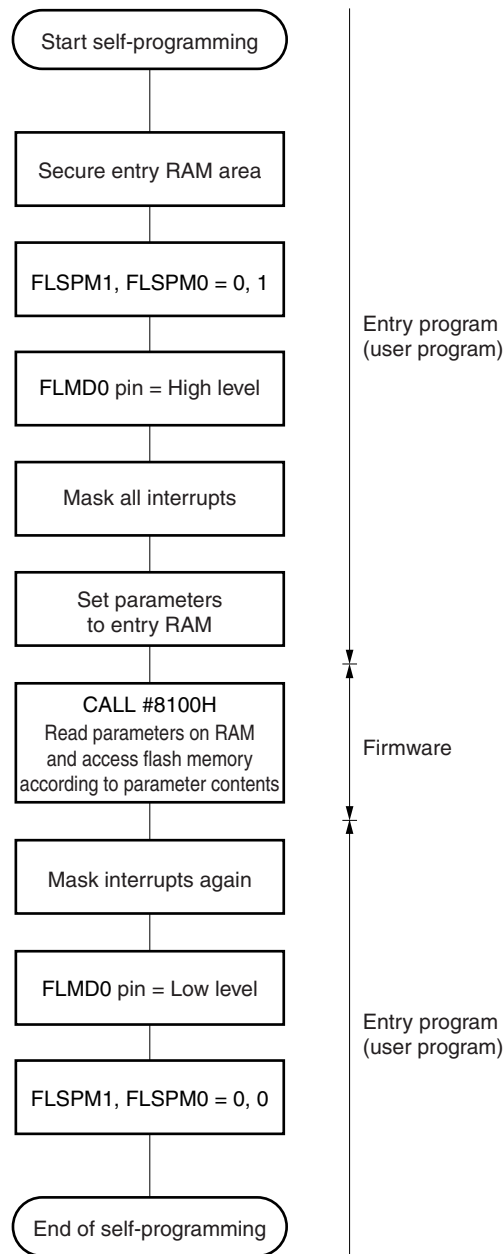 Start self-programming
Secure entry RAM area
FLSPM1, FLSPM0 = 0, 1
Entry program
(user program)
FLMD0 pin = High level
Mask all interrupts
Set parameters
to entry RAM
CALL #8100H
Read parameters on RAM
and access flash memory
according to parameter contents
Firmware
Mask interrupts again
FLMD0 pin = Low level
Entry program
(user program)
FLSPM1, FLSPM0 = 0, 0
End of self-programming